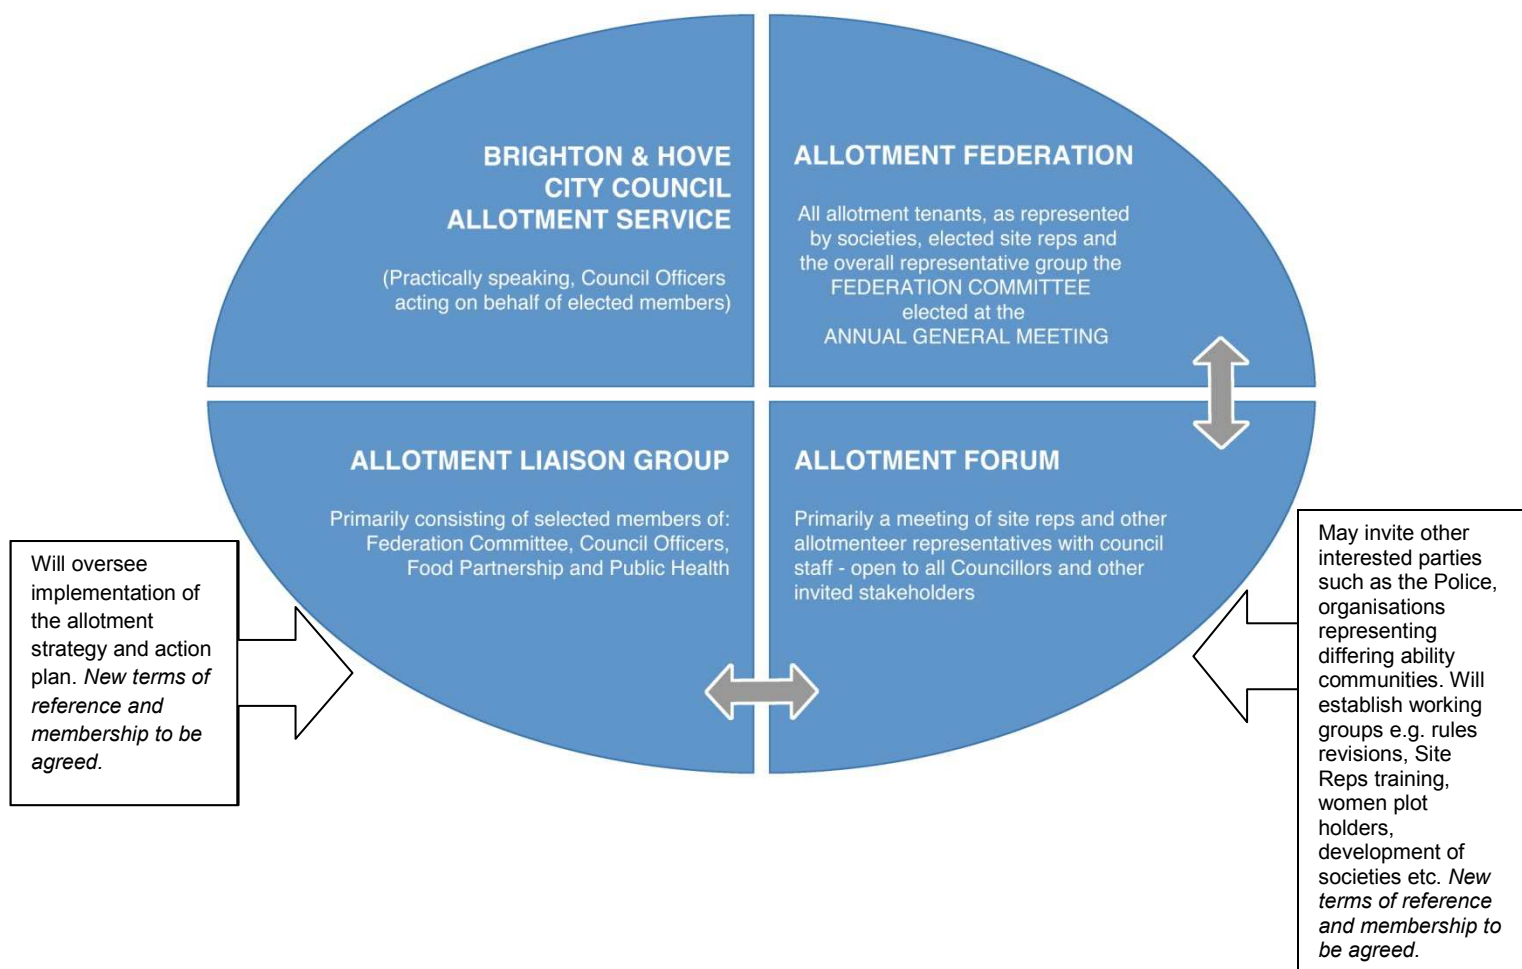 BRIGHTON & HOVE
CITY COUNCIL
ALLOTMENT SERVICE
(Practically speaking, Council Officers
acting on behalf of elected members)
ALLOTMENT FEDERATION
All allotment tenants, as represented
by societies, elected site reps and
the overall representative group the
FEDERATION COMMITTEE
elected at the
ANNUAL GENERAL MEETING
ALLOTMENT LIAISON GROUP
Primarily consisting of selected members of:
Federation Committee, Council Officers,
Food Partnership and Public Health
ALLOTMENT FORUM
Primarily a meeting of site reps and other
allotmenteer representatives with council
staff - open to all Councillors and other
invited stakeholders
Will oversee
implementation of
the allotment
strategy and action
plan. New terms of
reference and
membership to be
agreed.
May invite other
interested parties
such as the Police,
organisations
representing
differing ability
communities. Will
establish working
groups e.g. rules
revisions, Site
Reps training,
women plot
holders,
development of
societies etc. New
terms of reference
and membership to
be agreed.